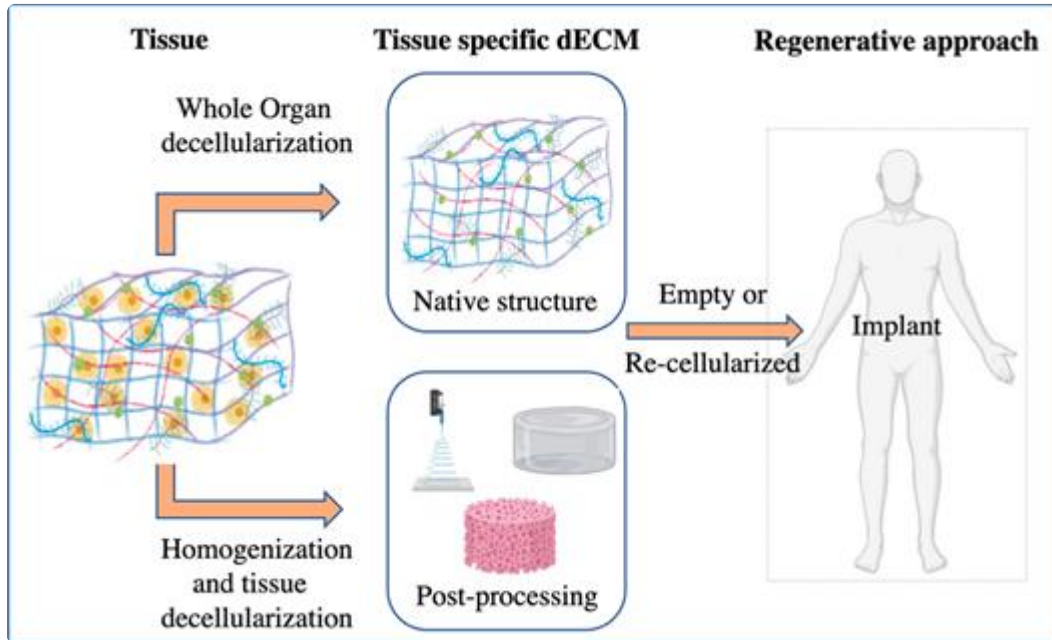 Tissue
Tissue specific dECM
Regenerative approach
Whole Organ
decellularization
Native structure
Empty or
Re-cellularized
Implant
Homogenization
and tissue
decellularization
Post-processing